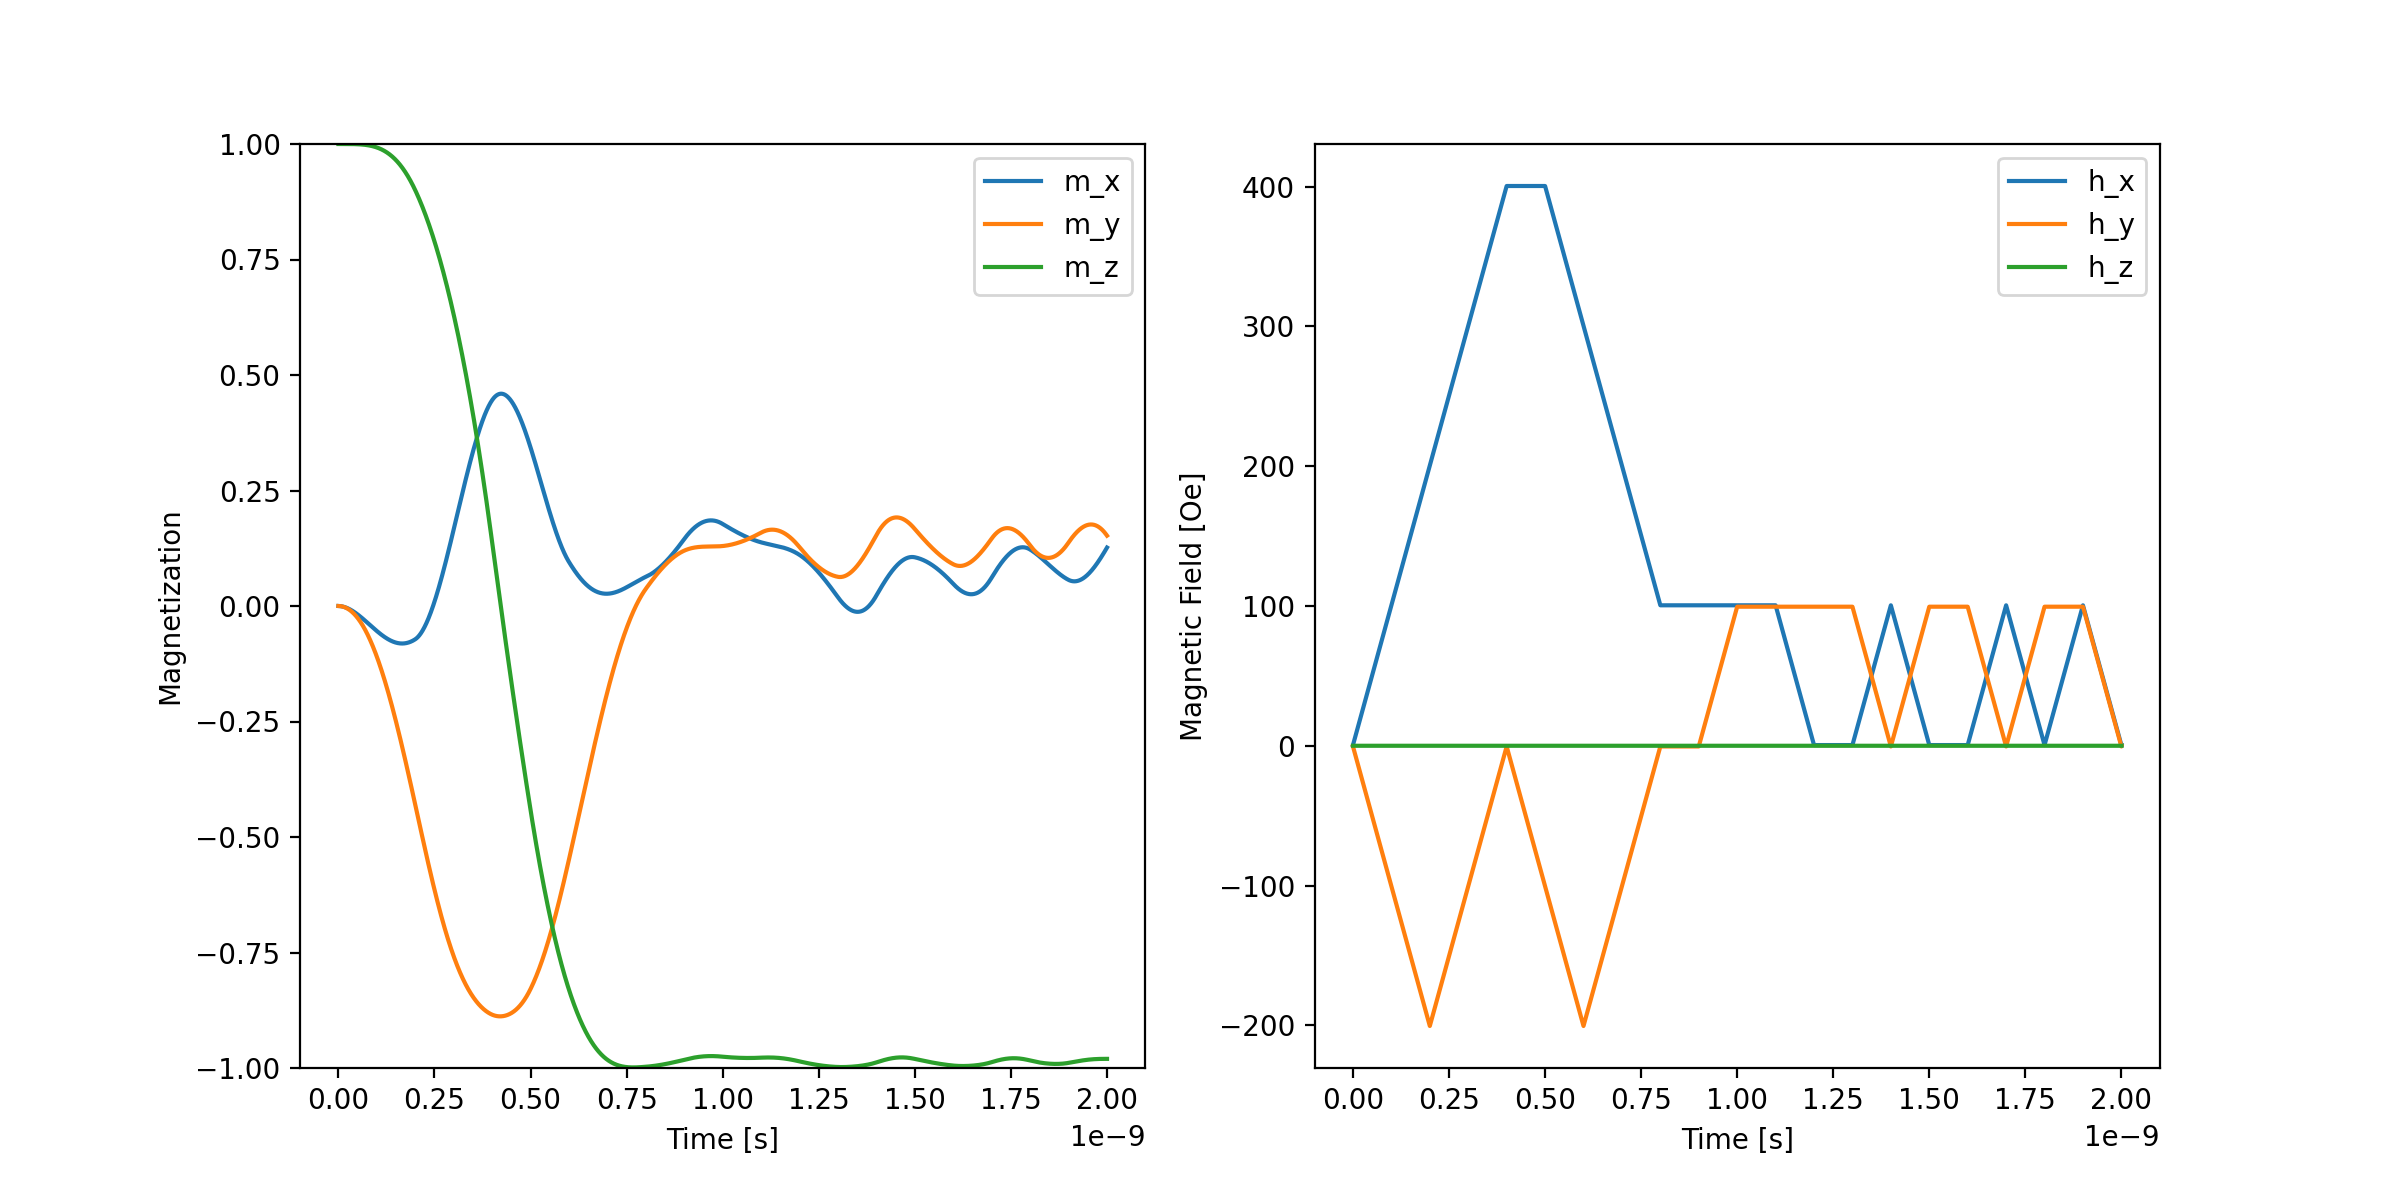 1.00
0.75
0.50
0.25
0.00
−0.25
−0.50
−0.75
−1.00
Magnetization
m_x
m_y
m_z
0.00 0.25 0.50 0.75 1.00 1.25 1.50 1.75 2.00
Time [s]
1e−9
400
300
200
100
0
−100
−200
Magnetic Field [Oe]
h_x
h_y
h_z
0.00 0.25 0.50 0.75 1.00 1.25 1.50 1.75 2.00
Time [s]
1e−9